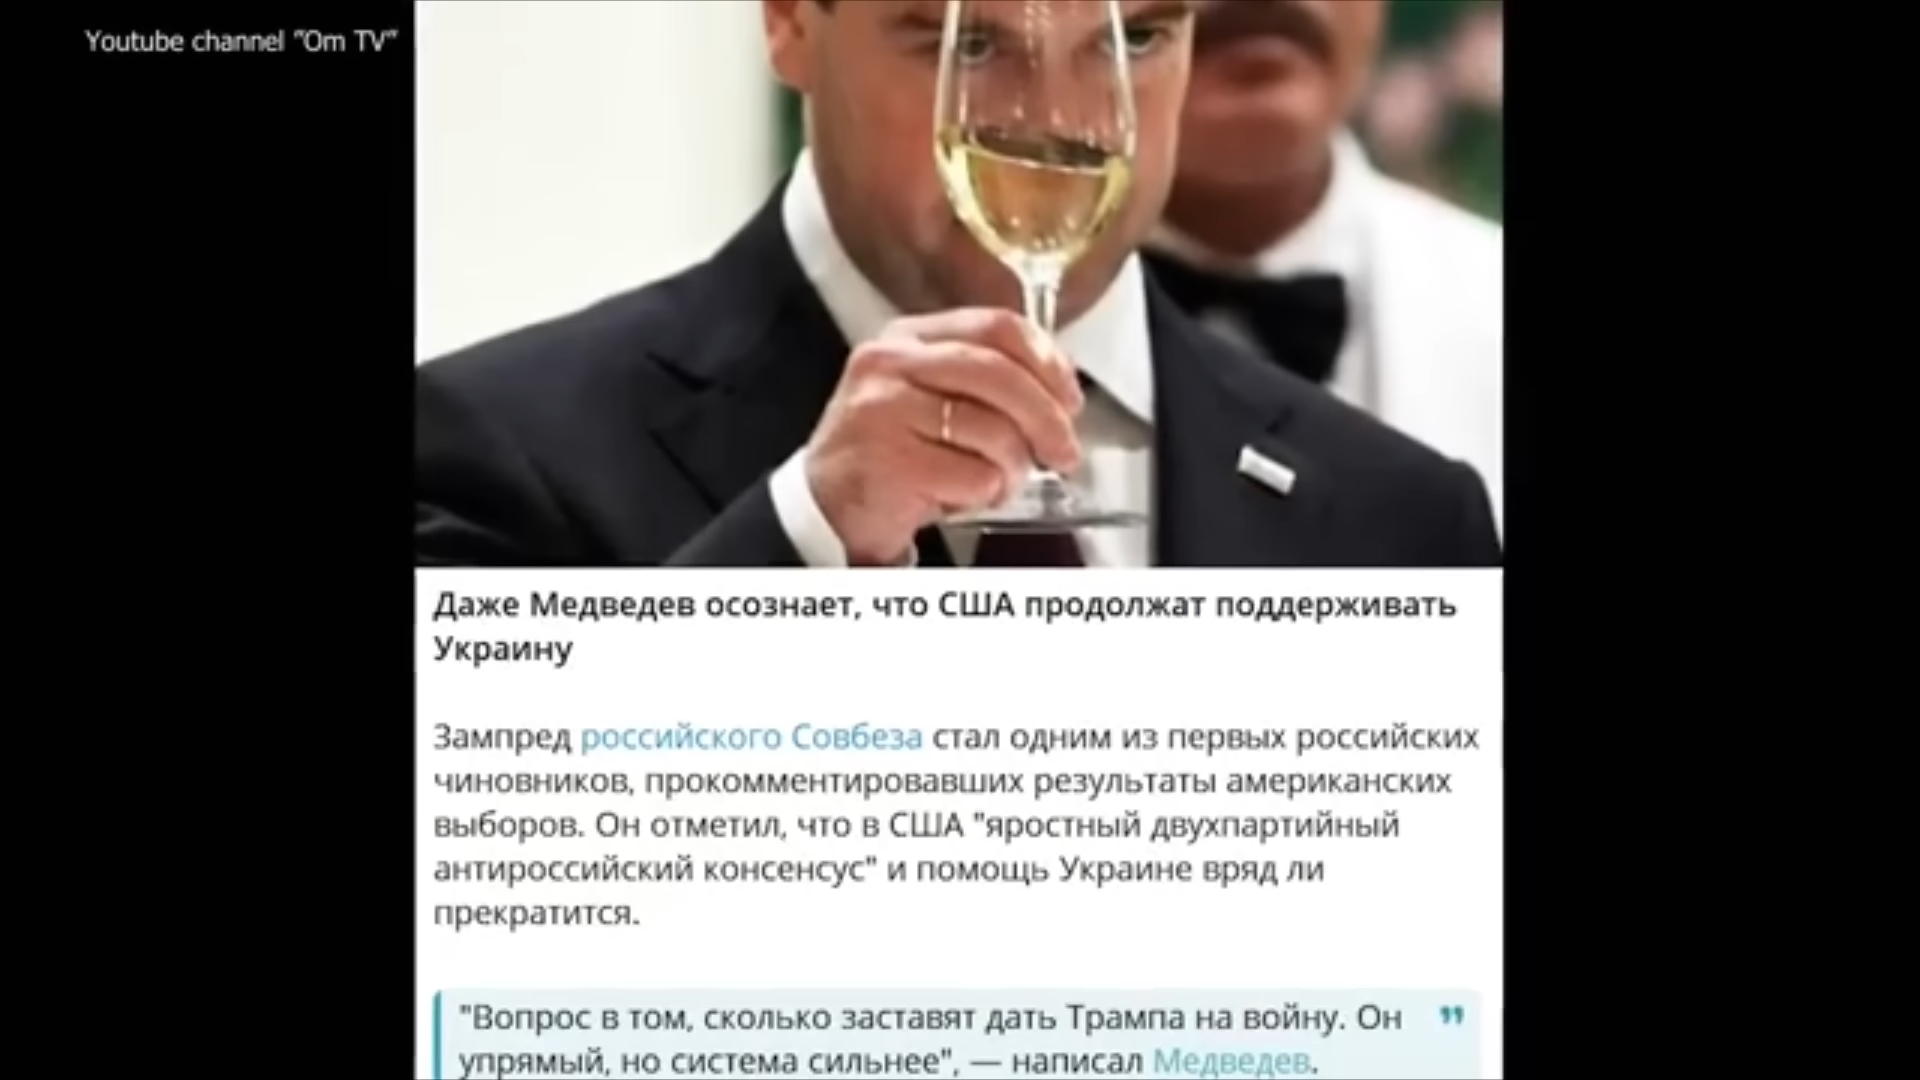 Youtube channel "Om TV"
Даже Медведев осознает, что США продолжат поддерживать
Украину
Зампред российского Совбеза стал одним из первых российских
чиновников, прокомментировавших результаты американских
выборов. Он отметил, что в США "яростный двухпартийный
антироссийский консенсус" и помощь Украине вряд ли
прекратится.
"Вопрос в том, сколько заставят дать Трампа на войну. Он
упрямый, но система сильнее", — написал Медведев.